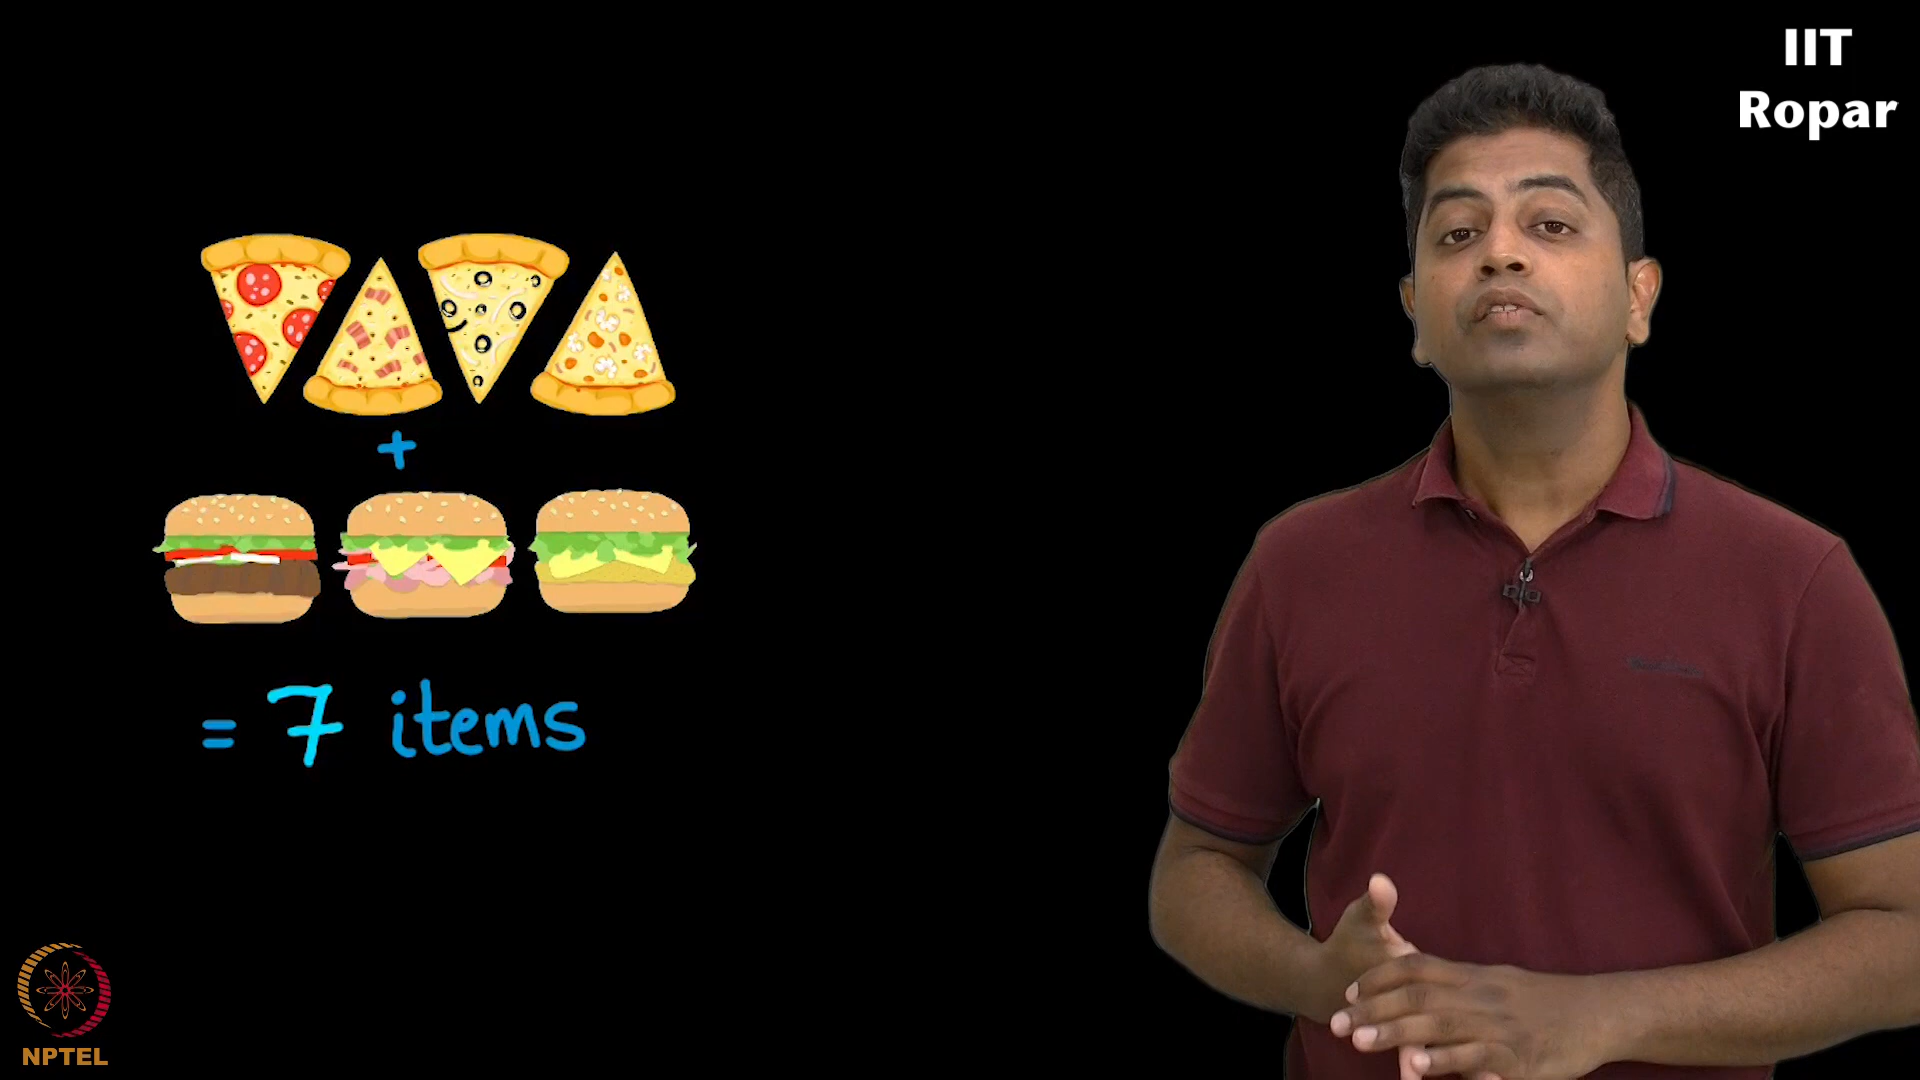 IIT
Ropar
+
= 7 items
NPTEL